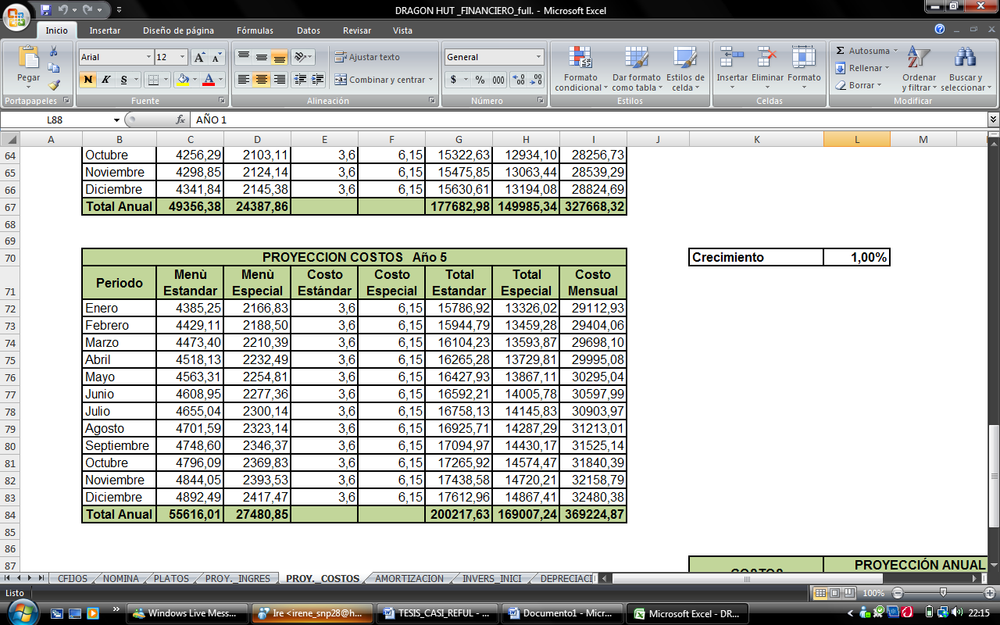 DRAGON HUT _FINANCIERO_full. - Microsoft Excel
Inicio Insertar Diseño de página Fórmulas Datos Revisar Vista
Pegar
Portapapeles
Arial 12
N K S
Fuente
Ajustar texto
Combinar y centrar
Alineación
General
$ % 000
Número
Formato condicional
Dar formato como tabla
Estilos de celda
Estilos
Insertar Eliminar Formato
Celdas
Autosuma
Rellenar
Borrar
Ordenar y filtrar
Buscar y seleccionar
Modificar
L88 fx AÑO 1
A B C D E F G H I J K L M
64 Octubre 4256,29 2103,11 3,6 6,15 15322,63 12934,10 28256,73
65 Noviembre 4298,85 2124,14 3,6 6,15 15475,85 13063,44 28539,29
66 Diciembre 4341,84 2145,38 3,6 6,15 15630,61 13194,08 28824,69
67 Total Anual 49356,38 24387,86 177682,98 149985,34 327668,32
68
69
70 PROYECCION COSTOS Año 5 Crecimiento 1,00%
71 Periodo Menù Estandar Menù Especial Costo Estándar Costo Especial Total Estandar Total Especial Costo Mensual
72 Enero 4385,25 2166,83 3,6 6,15 15786,92 13326,02 29112,93
73 Febrero 4429,11 2188,50 3,6 6,15 15944,79 13459,28 29404,06
74 Marzo 4473,40 2210,39 3,6 6,15 16104,23 13593,87 29698,10
75 Abril 4518,13 2232,49 3,6 6,15 16265,28 13729,81 29995,08
76 Mayo 4563,31 2254,81 3,6 6,15 16427,93 13867,11 30295,04
77 Junio 4608,95 2277,36 3,6 6,15 16592,21 14005,78 30597,99
78 Julio 4655,04 2300,14 3,6 6,15 16758,13 14145,83 30903,97
79 Agosto 4701,59 2323,14 3,6 6,15 16925,71 14287,29 31213,01
80 Septiembre 4748,60 2346,37 3,6 6,15 17094,97 14430,17 31525,14
81 Octubre 4796,09 2369,83 3,6 6,15 17265,92 14574,47 31840,39
82 Noviembre 4844,05 2393,53 3,6 6,15 17438,58 14720,21 32158,79
83 Diciembre 4892,49 2417,47 3,6 6,15 17612,96 14867,41 32480,38
84 Total Anual 55616,01 27480,85 200217,63 169007,24 369224,87
85
86
87 COSTOS PROYECCIÓN ANUAL
CFIJOS NOMINA PLATOS PROY._INGRES PROY._COSTOS AMORTIZACION INVERS_INICI DEPRECIACI
Listo 100%
Windows Live Mess... Ire <irene_snp28@h... TESIS_CASI_REFUL - ... Documento1 - Micr... Microsoft Excel - DR... 22:15